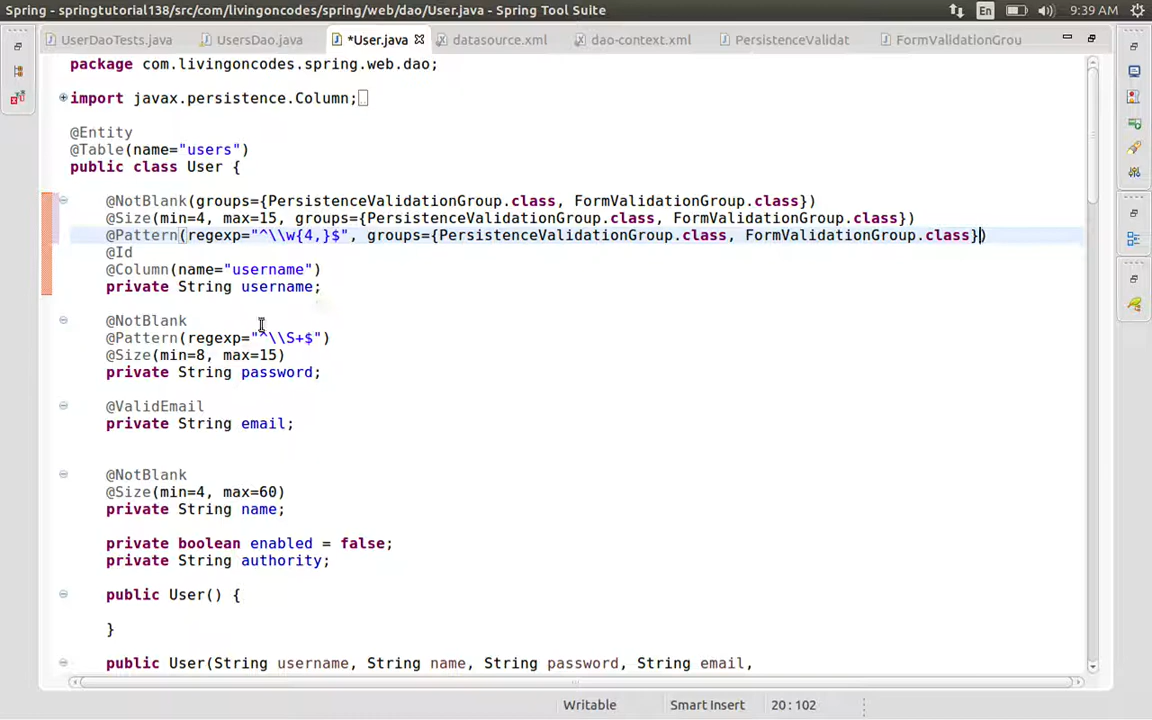 Spring - springtutorial138/src/com/livingoncodes/spring/web/dao/User.java - Spring Tool Suite
En
9:39 AM
UserDaoTests.java
UsersDao.java
*User.java
datasource.xml
dao-context.xml
PersistenceValidat
FormValidationGrou
package com.livingoncodes.spring.web.dao;
import javax.persistence.Column;
@Entity
@Table(name="users")
public class User {
@NotBlank(groups={PersistenceValidationGroup.class, FormValidationGroup.class})
@Size(min=4, max=15, groups={PersistenceValidationGroup.class, FormValidationGroup.class})
@Pattern(regexp="^\\w{4,}$", groups={PersistenceValidationGroup.class, FormValidationGroup.class})
@Id
@Column(name="username")
private String username;
@NotBlank
@Pattern(regexp="^\\S+$")
@Size(min=8, max=15)
private String password;
@ValidEmail
private String email;
@NotBlank
@Size(min=4, max=60)
private String name;
private boolean enabled = false;
private String authority;
public User() {
}
public User(String username, String name, String password, String email,
Writable
Smart Insert
20 : 102